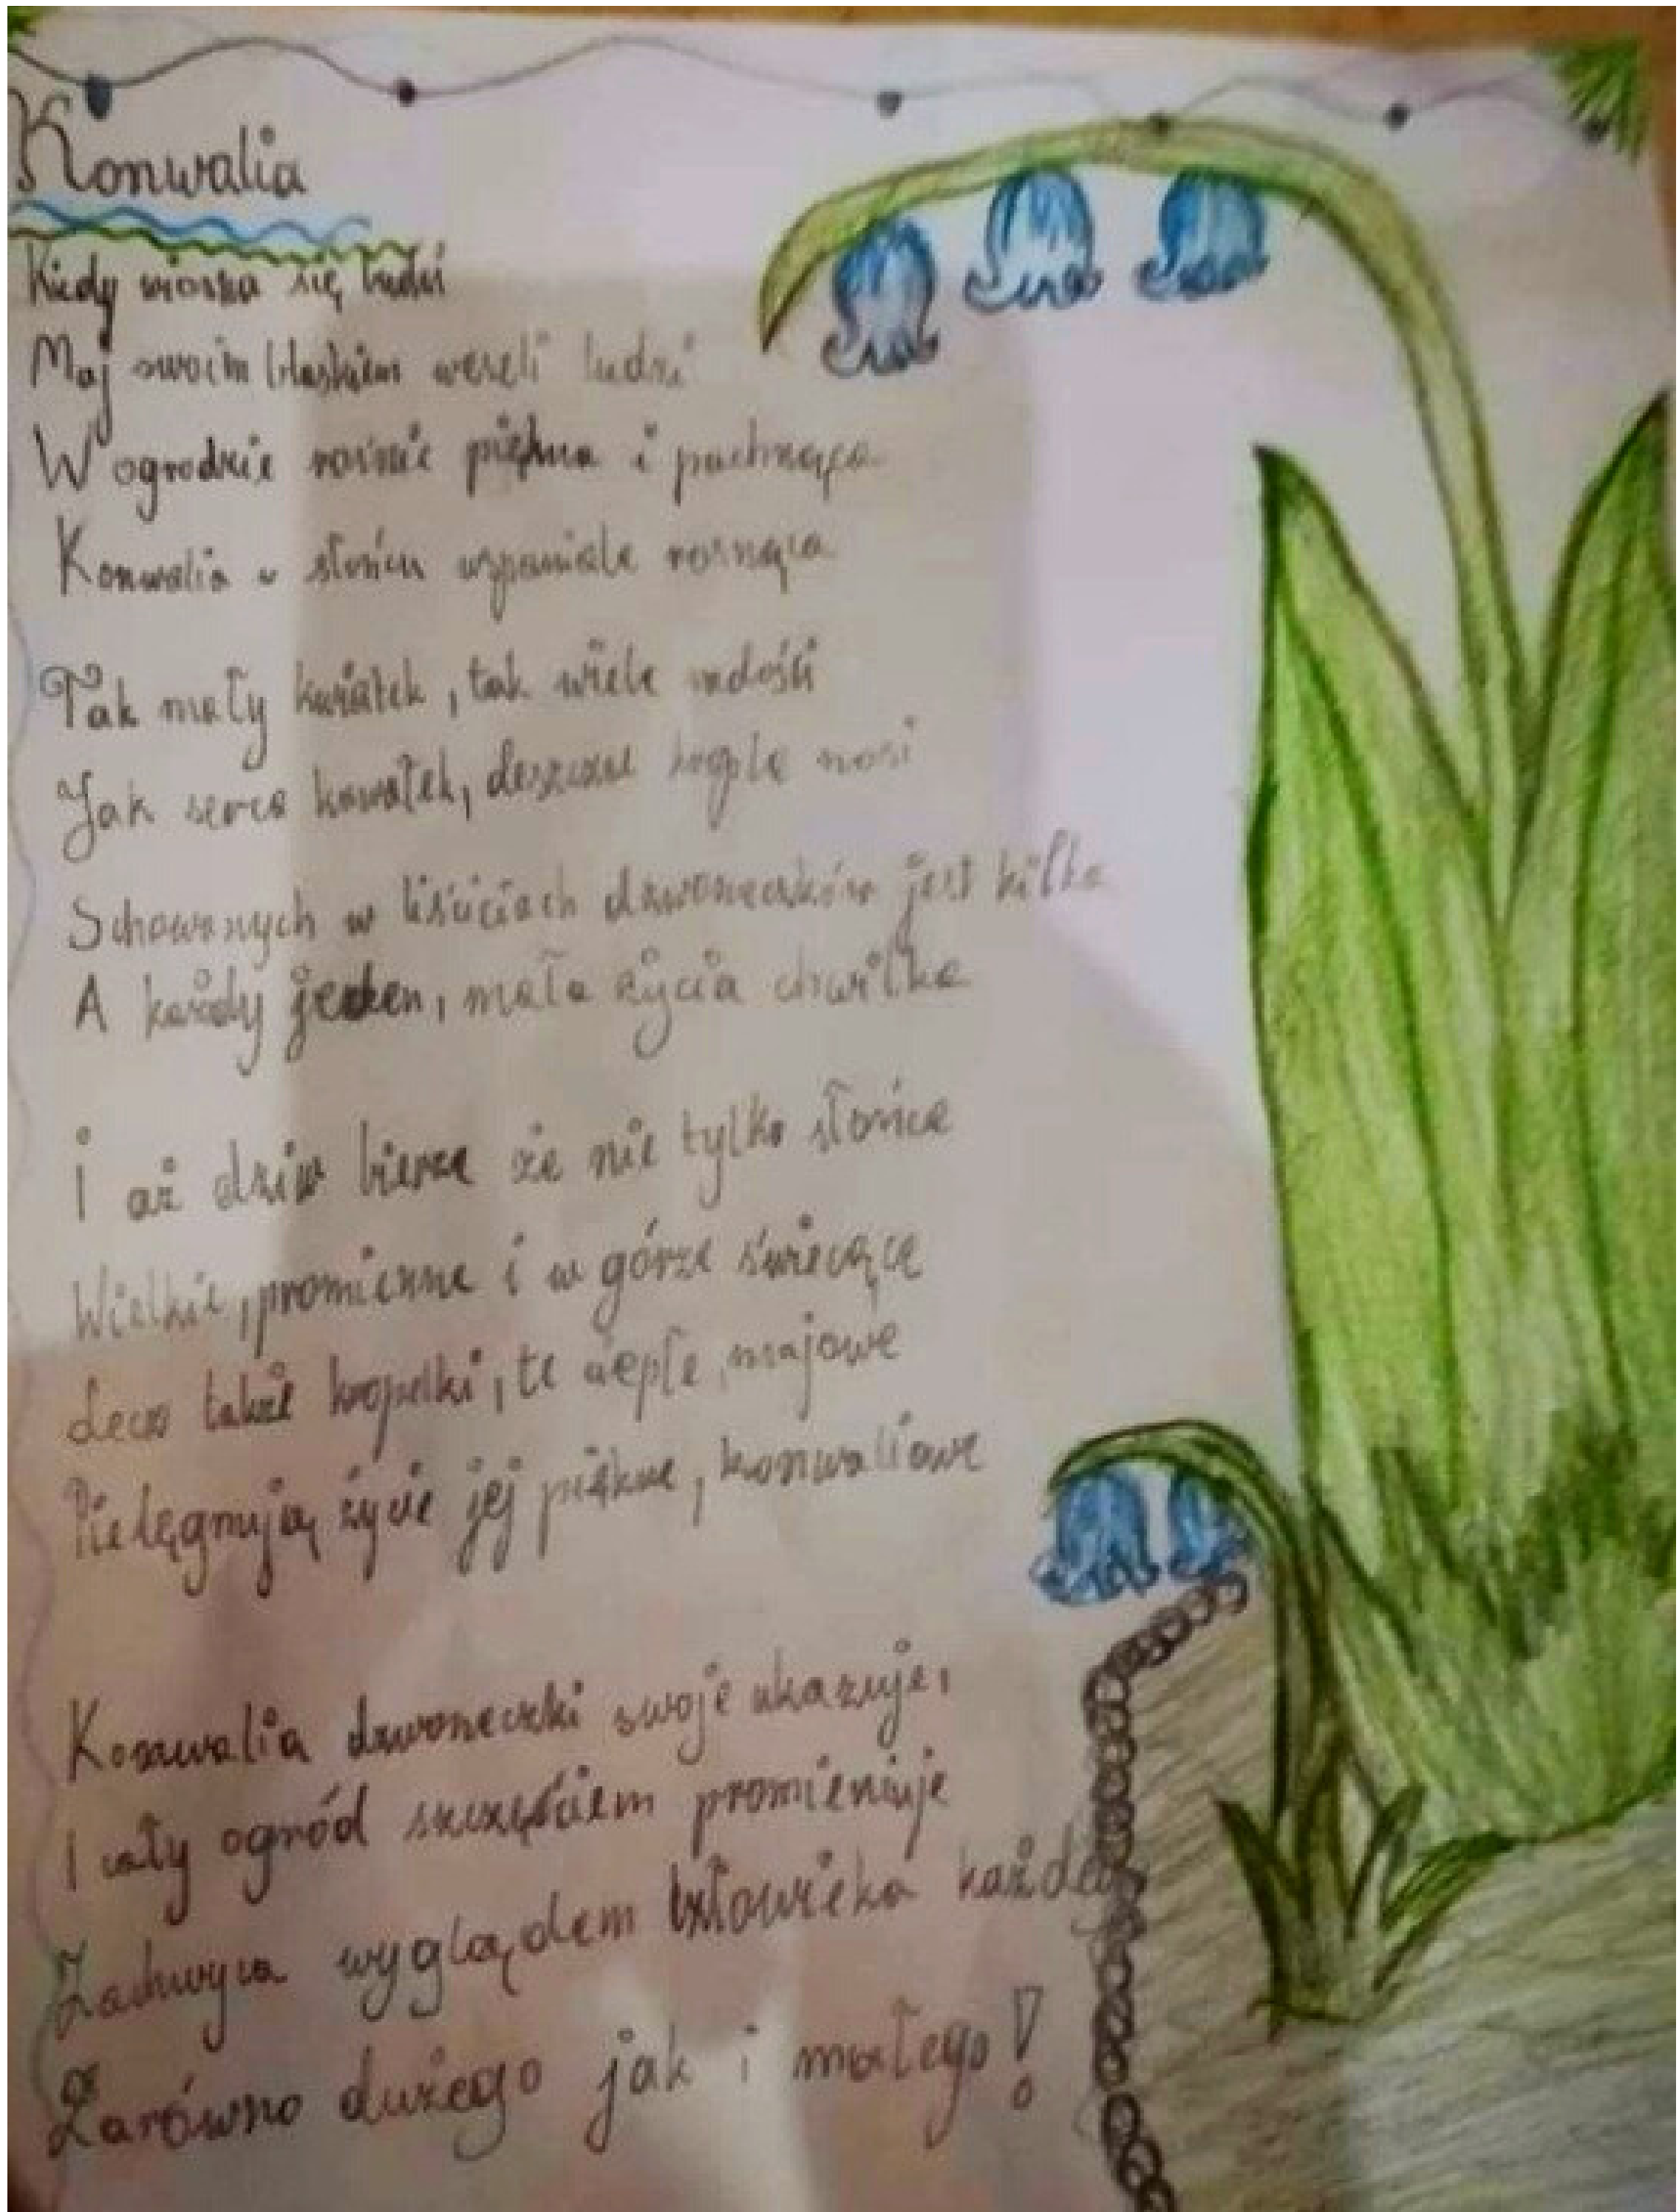 Konwalia
Kiedy wiosna się budzi
Maj swoim blaskiem weseli ludzi
W ogrodzie rośnie piękna i pachnąca
Konwalia w słońcu wspaniale rosnąca
Tak mały kwiatek, tak wiele radości
Jak serca kawałek, deszczu kroplę nosi
Schowanych w liściach dzwoneczków jest kilka
A każdy jeden, mała życia chwilka
I aż dziw bierze że nie tylko słońce
Wielkie, promienne i w górze świecące
Lecz także kropelki, te ciepłe, majowe
Pielęgnują życie jej piękne, konwaliowe
Konwalia dzwoneczki swoje ukazuje,
I cały ogród szczęściem promieniuje
Zachwyca wyglądem człowieka każdego
Zarówno dużego jak i małego!